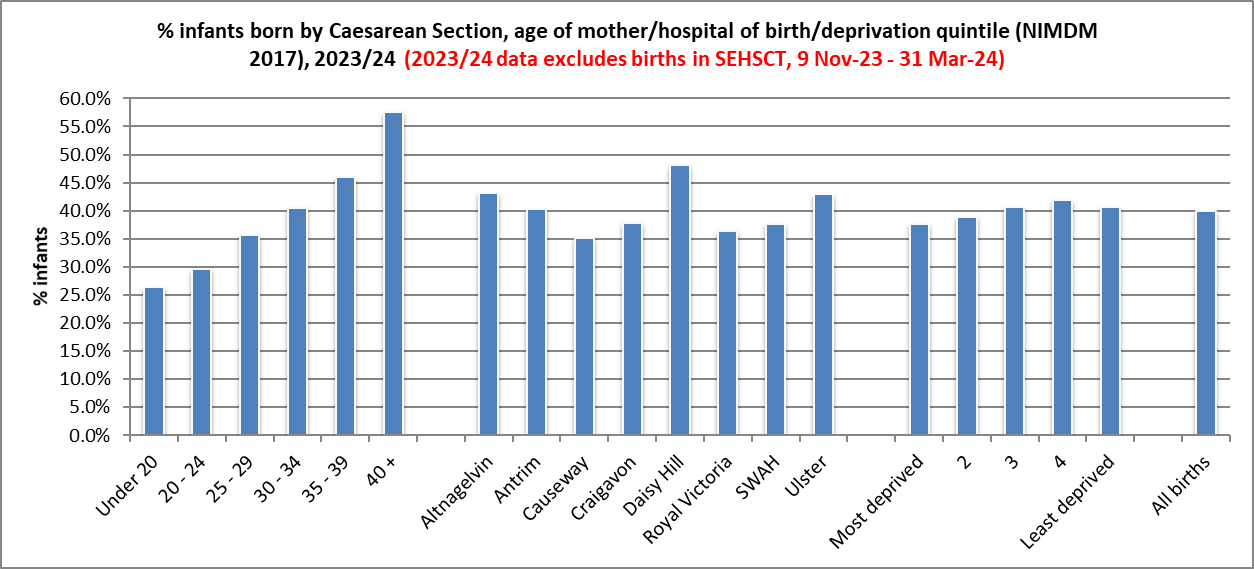 % infants born by Caesarean Section, age of mother/hospital of birth/deprivation quintile (NIMDM
2017), 2023/24 (2023/24 data excludes births in SEHSCT, 9 Nov-23 - 31 Mar-24)
% infants
60.0%
55.0%
50.0%
45.0%
40.0%
35.0%
30.0%
25.0%
20.0%
15.0%
10.0%
5.0%
0.0%
Under 20
20 - 24
25 - 29
30 - 34
35 - 39
40 +
Altnagelvin
Antrim
Causeway
Craigavon
Daisy Hill
Royal Victoria
SWAH
Ulster
Most deprived
2
3
4
Least deprived
All births